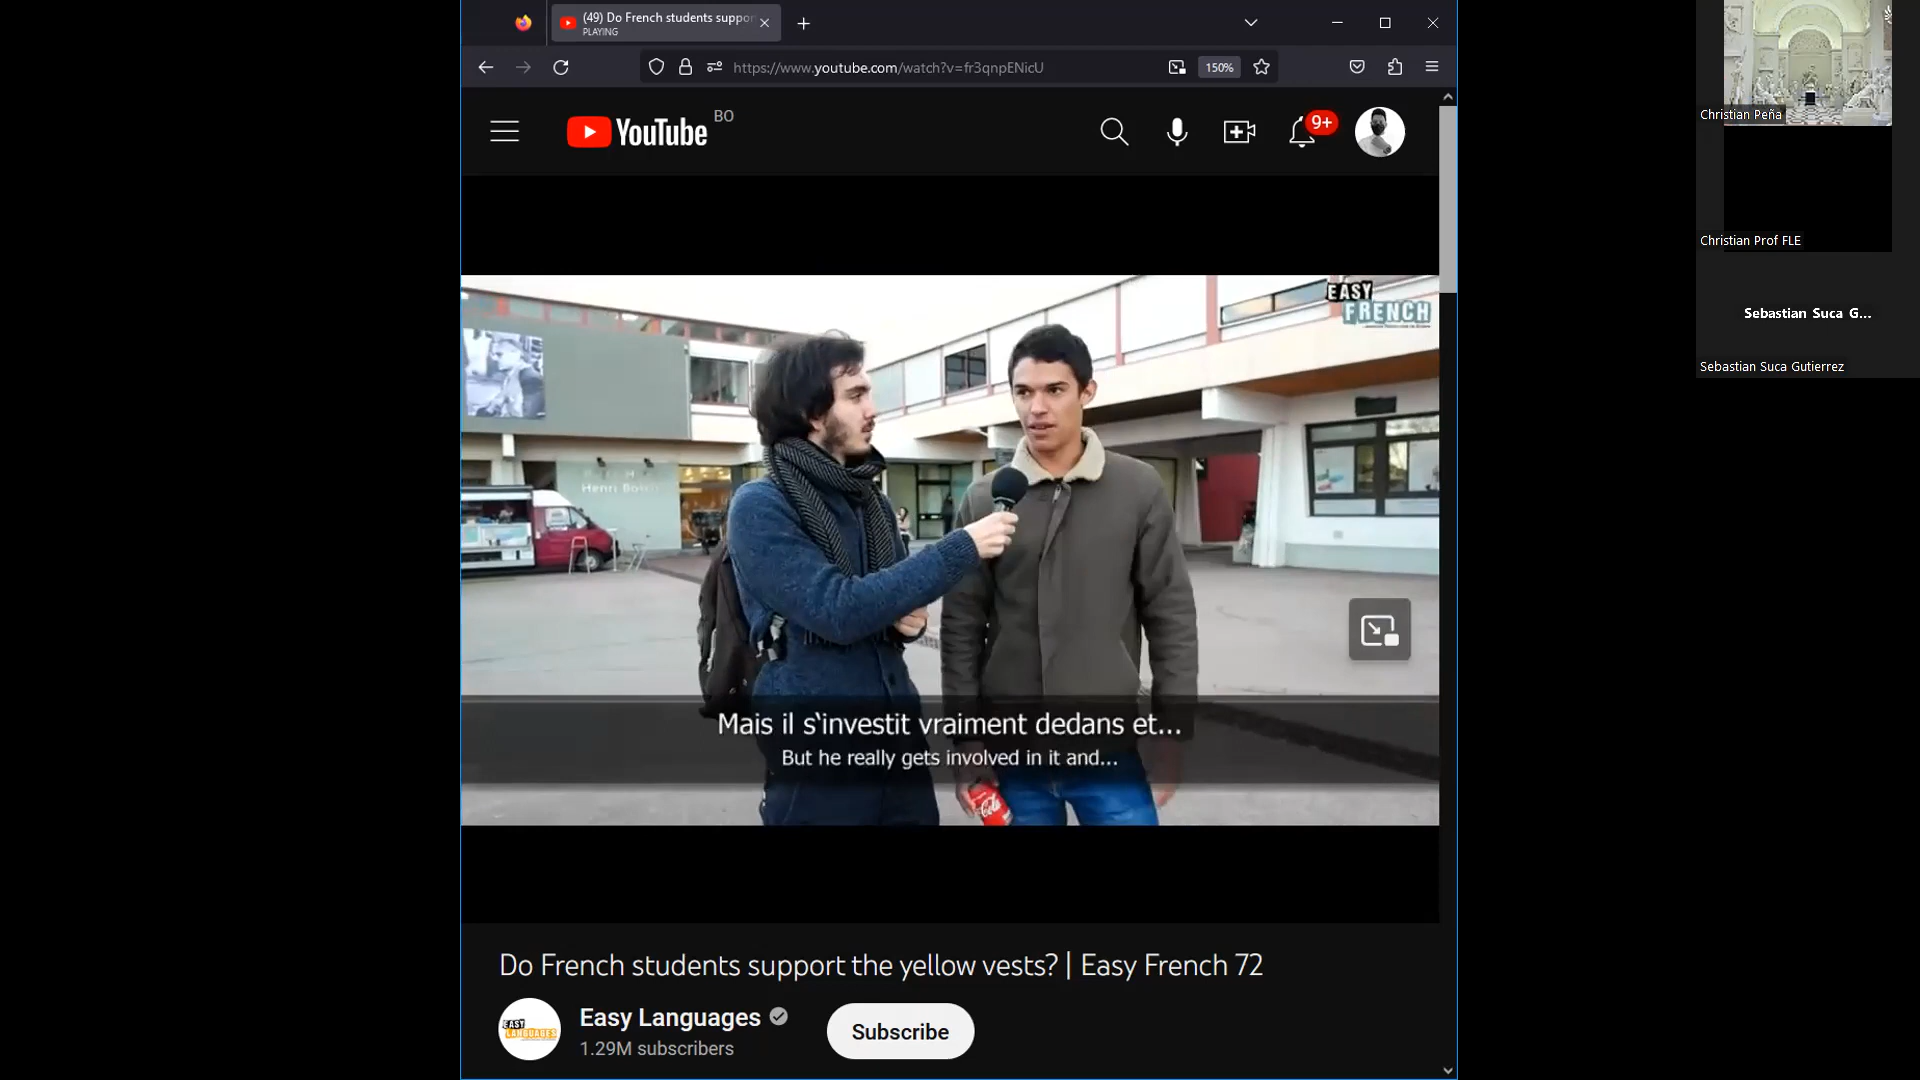 (49) Do French students suppor
PLAYING
https://www.youtube.com/watch?v=fr3qnpENicU
150%
YouTube BO
9+
EASY
FRENCH
Mais il s'investit vraiment dedans et...
But he really gets involved in it and...
Do French students support the yellow vests? | Easy French 72
EASY
LANGUAGES
Easy Languages
1.29M subscribers
Subscribe
Christian Peña
Christian Prof FLE
Sebastian Suca G...
Sebastian Suca Gutierrez